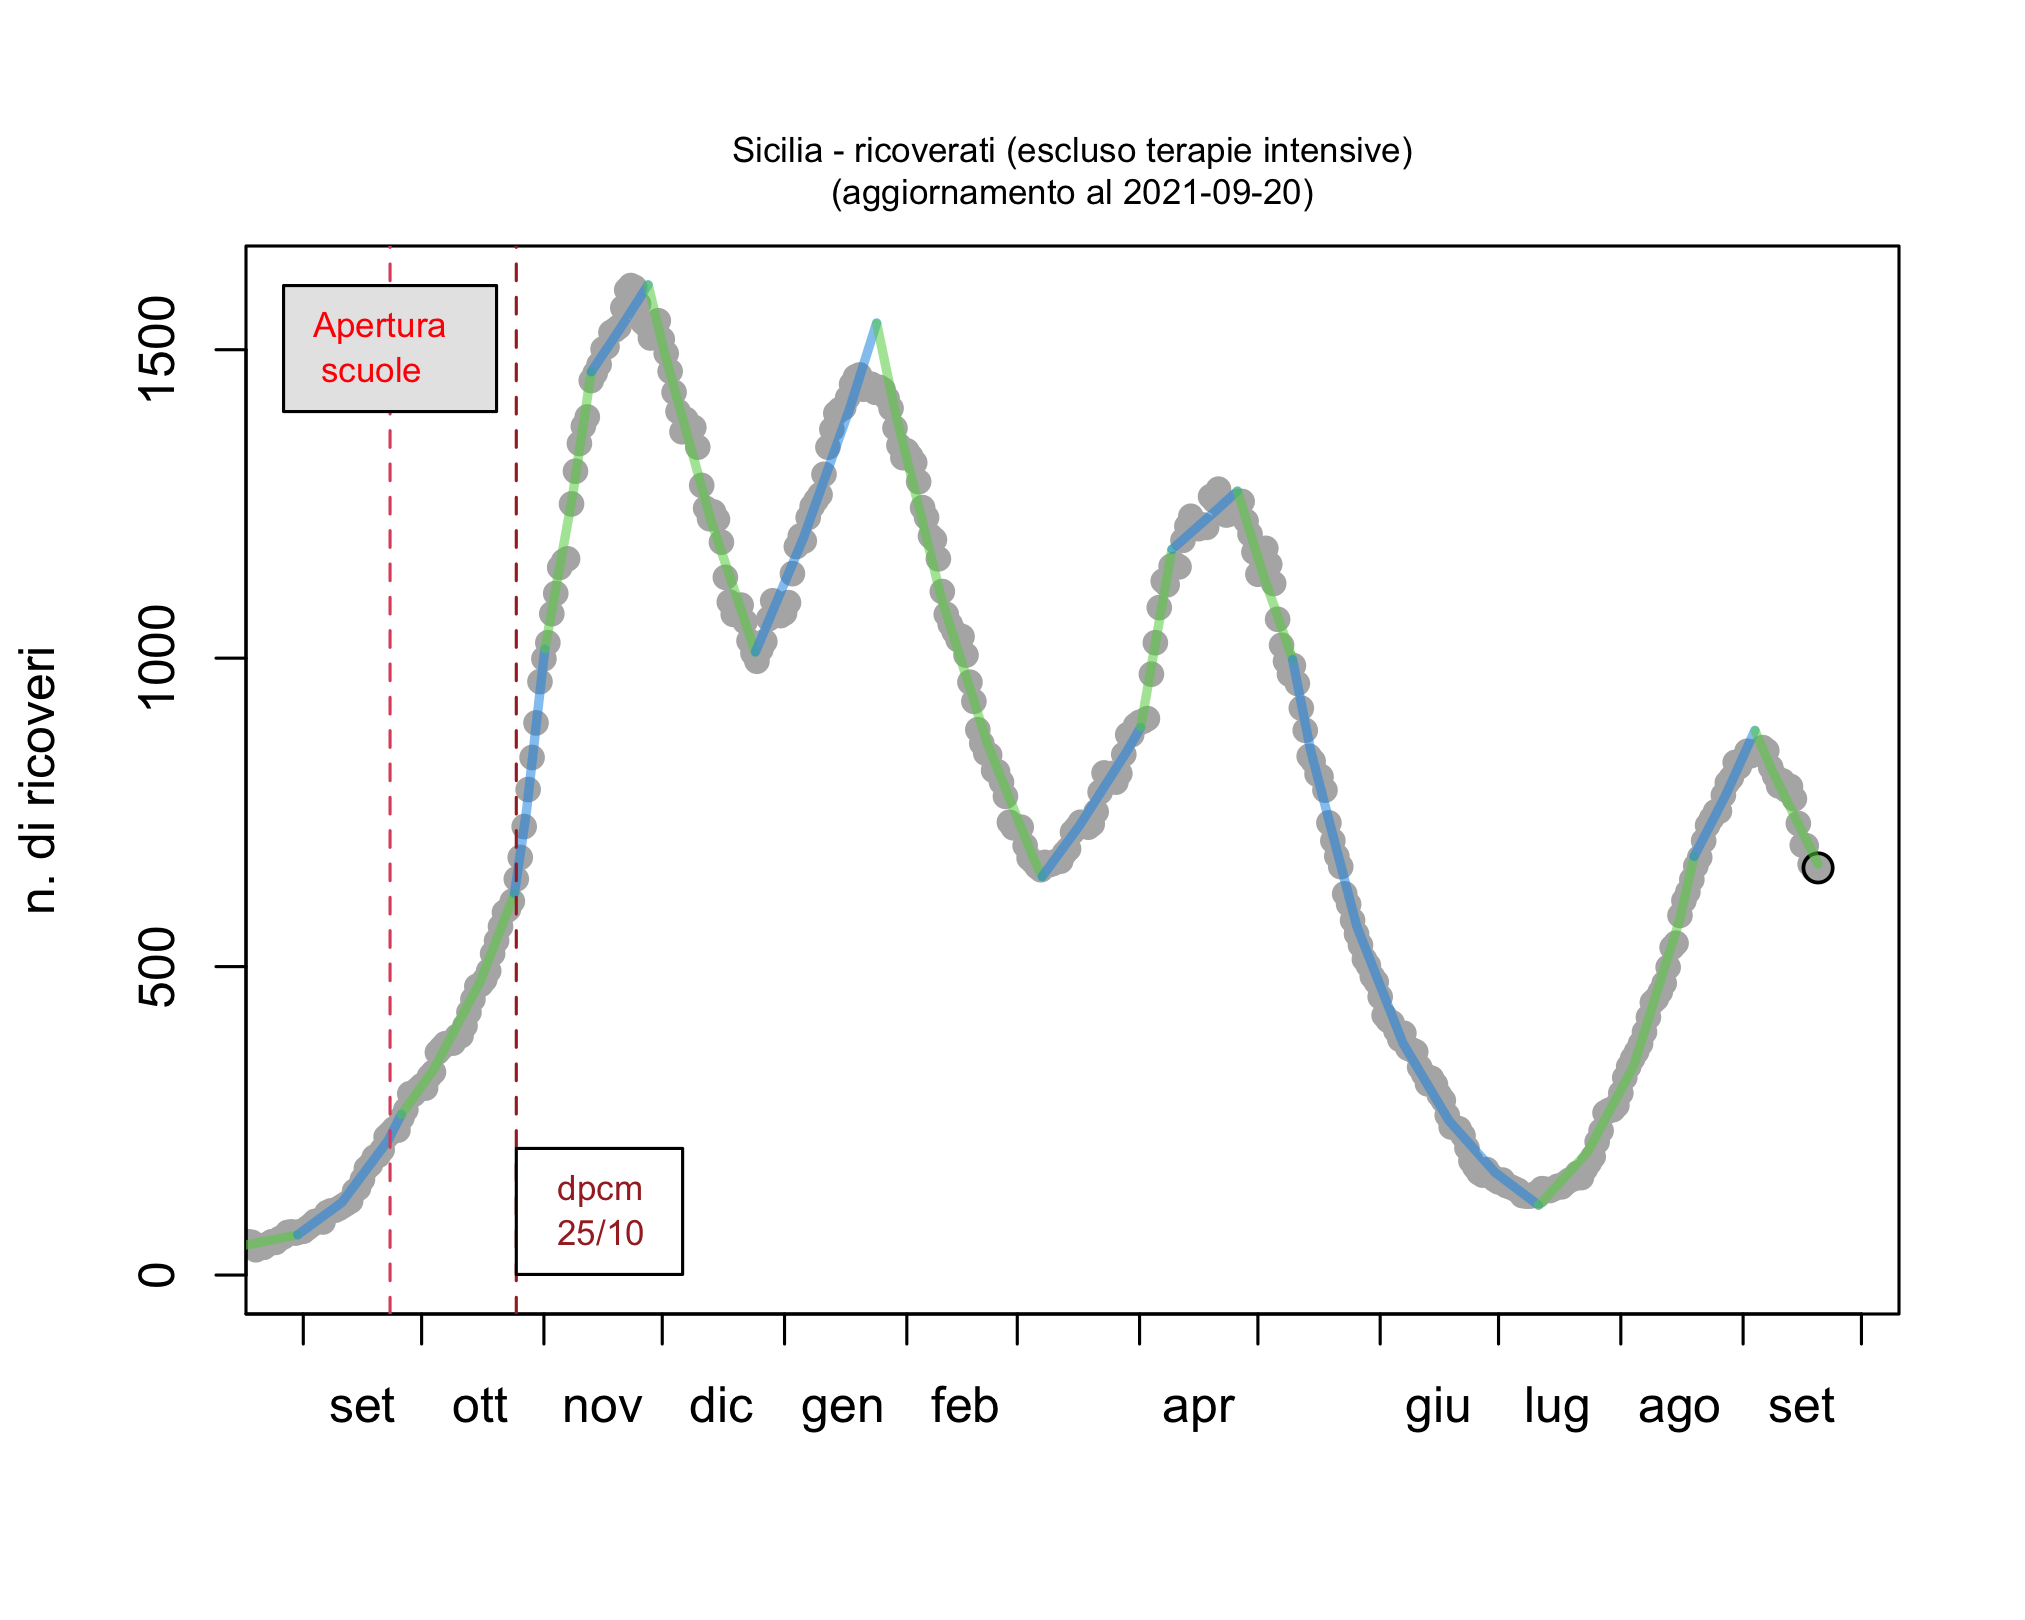 Sicilia - ricoverati (escluso terapie intensive)
(aggiornamento al 2021-09-20)
n. di ricoveri
1500
1000
500
0
Apertura
scuole
dpcm
25/10
set ott nov dic gen feb apr giu lug ago set